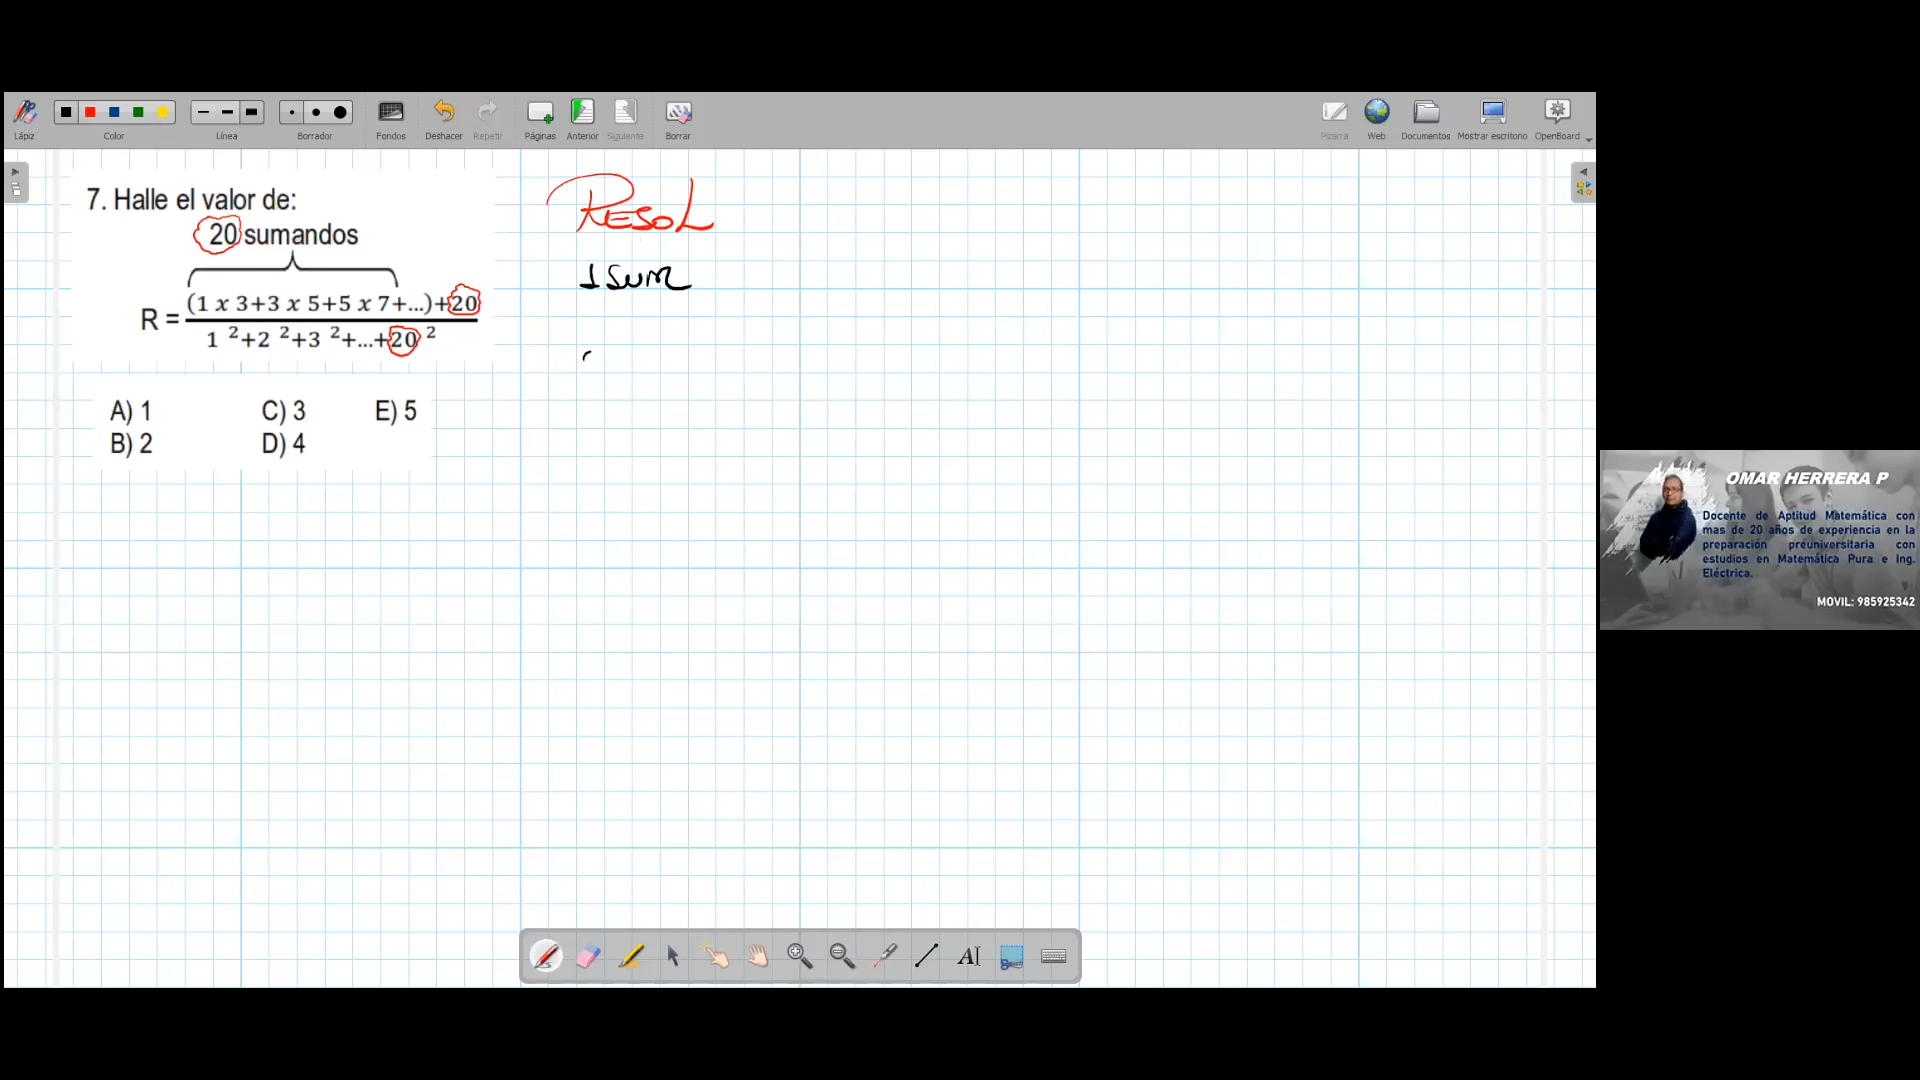 Lápiz
Color
Línea
Borrador
Fondos
Deshacer
Repetir
Páginas
Anterior
Siguiente
Borrar
Pizarra
Web
Documentos
Mostrar escritorio
OpenBoard
7. Halle el valor de:
20 sumandos
R = (1 x 3+3 x 5+5 x 7+...)+20
1 ²+2 ²+3 ²+...+20 ²
A) 1 C) 3 E) 5
B) 2 D) 4
RESOL
1 SUM
OMAR HERRERA P
Docente de Aptitud Matemática con
mas de 20 años de experiencia en la
preparación preuniversitaria con
estudios en Matemática Pura e Ing.
Eléctrica.
MOVIL: 985925342